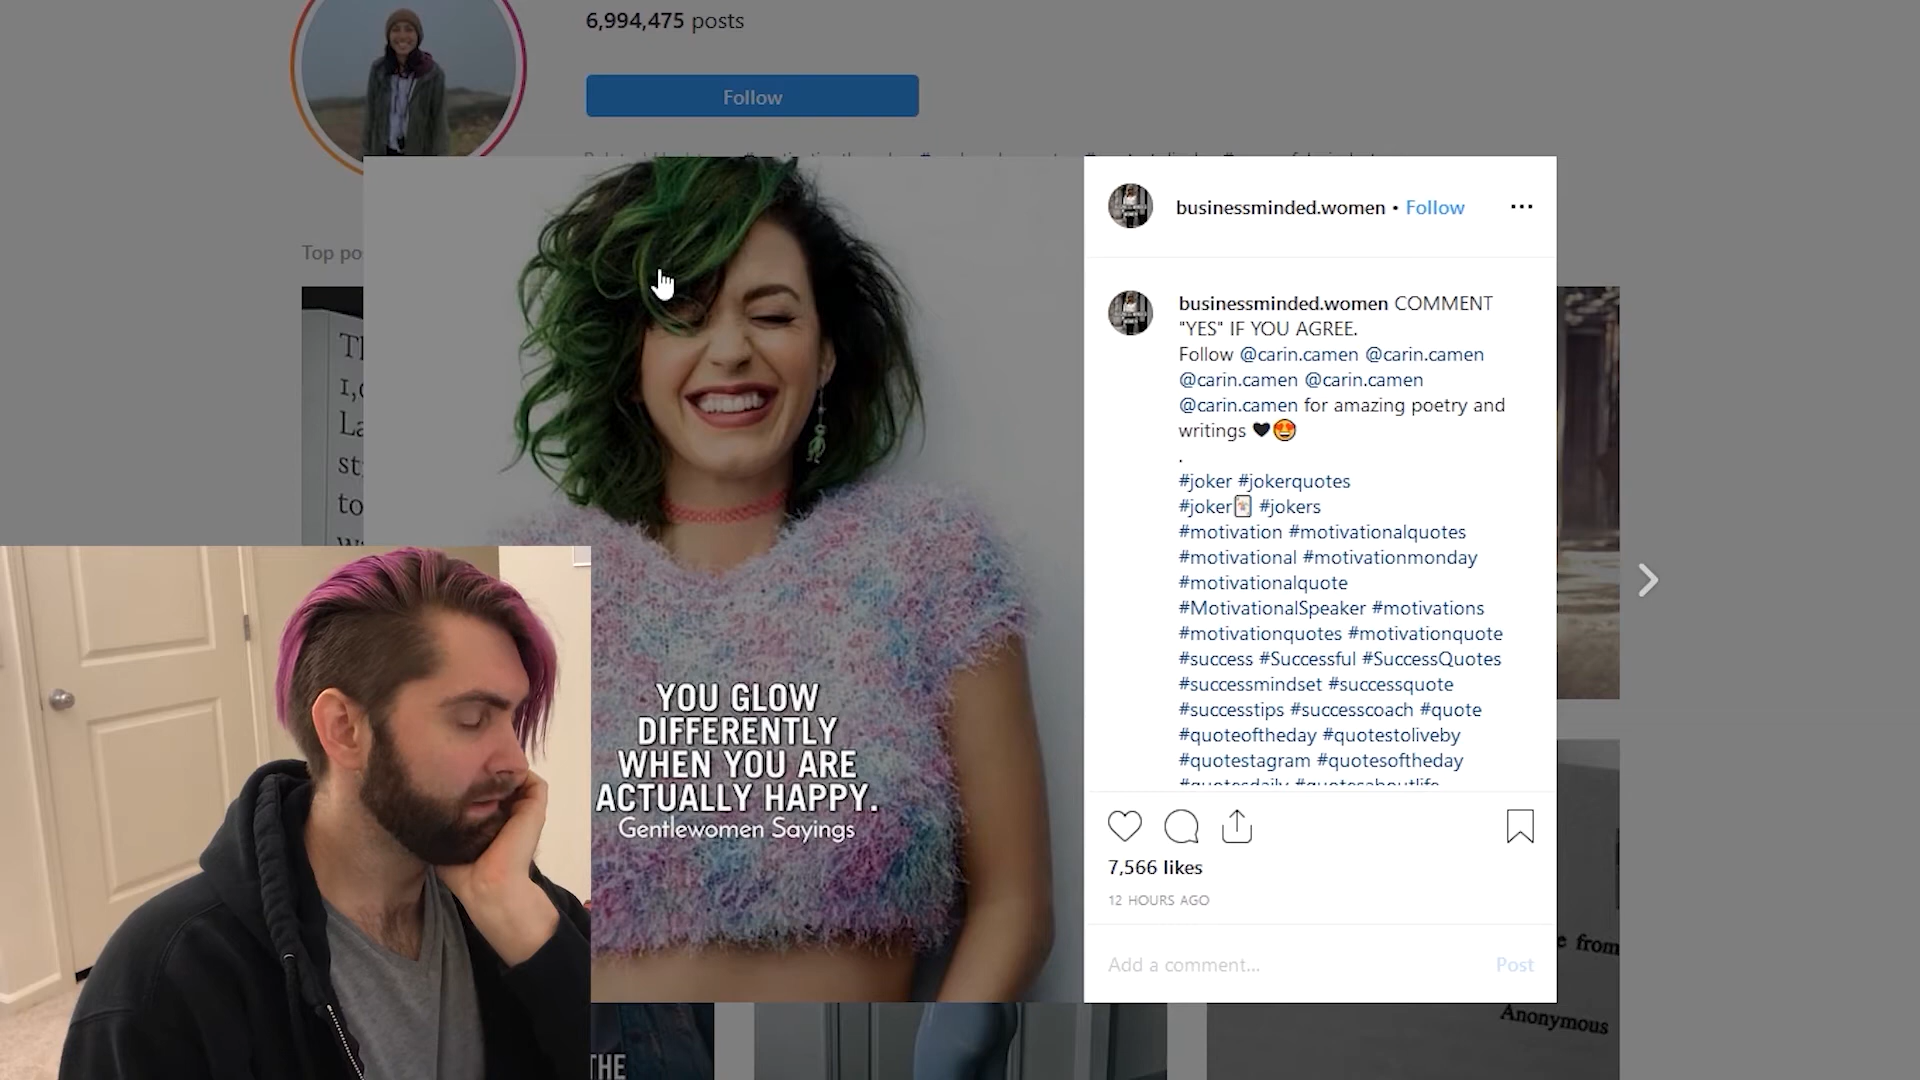 6,994,475 posts
Follow
Top po
businessminded.women • Follow
businessminded.women COMMENT
"YES" IF YOU AGREE.
Follow @carin.camen @carin.camen
@carin.camen @carin.camen
@carin.camen for amazing poetry and
writings 🖤😍
.
#joker #jokerquotes
#joker🃏 #jokers
#motivation #motivationalquotes
#motivational #motivationmonday
#motivationalquote
#MotivationalSpeaker #motivations
#motivationquotes #motivationquote
#success #Successful #SuccessQuotes
#successmindset #successquote
#successtips #successcoach #quote
#quoteoftheday #quotestoliveby
#quotestagram #quotesoftheday
#quotesdaily #quotesaboutlife
7,566 likes
12 HOURS AGO
Add a comment... Post
YOU GLOW
DIFFERENTLY
WHEN YOU ARE
ACTUALLY HAPPY.
Gentlewomen Sayings
from
Anonymous
THE